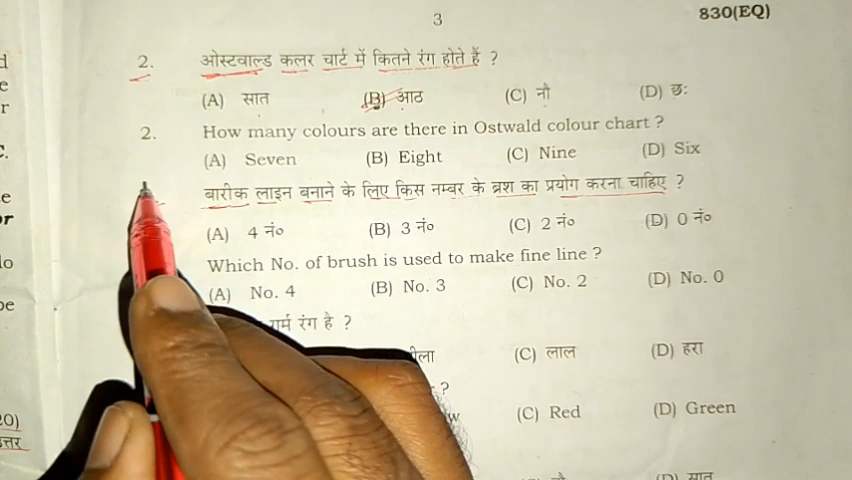 3
830(EQ)
2. ओस्टवाल्ड कलर चार्ट में कितने रंग होते हैं ?
(A) सात (B) आठ (C) नौ (D) छः
2. How many colours are there in Ostwald colour chart ?
(A) Seven (B) Eight (C) Nine (D) Six
बारीक लाइन बनाने के लिए किस नम्बर के ब्रश का प्रयोग करना चाहिए ?
(A) 4 नं० (B) 3 नं० (C) 2 नं० (D) 0 नं०
Which No. of brush is used to make fine line ?
(A) No. 4 (B) No. 3 (C) No. 2 (D) No. 0
गर्म रंग है ?
(C) लाल (D) हरा
?
(C) Red (D) Green
(D) सात